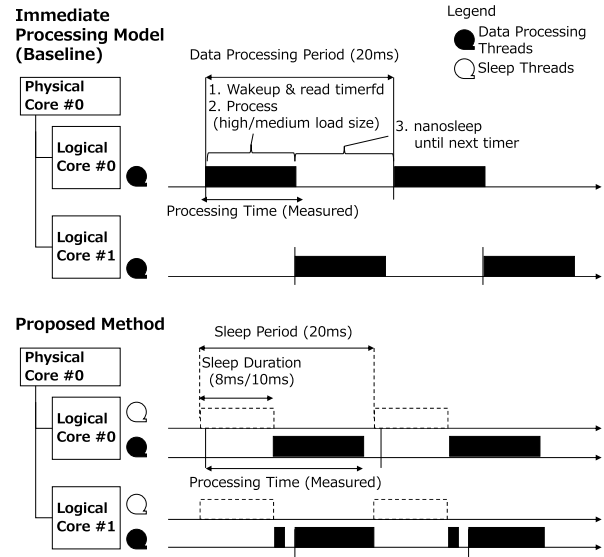 Immediate
Processing Model
(Baseline)
Legend
Data Processing
Threads
Sleep Threads
Data Processing Period (20ms)
Physical
Core #0
1. Wakeup & read timerfd
2. Process
(high/medium load size)
3. nanosleep
until next timer
Logical
Core #0
Processing Time (Measured)
Logical
Core #1
Proposed Method
Sleep Period (20ms)
Physical
Core #0
Sleep Duration
(8ms/10ms)
Logical
Core #0
Processing Time (Measured)
Logical
Core #1